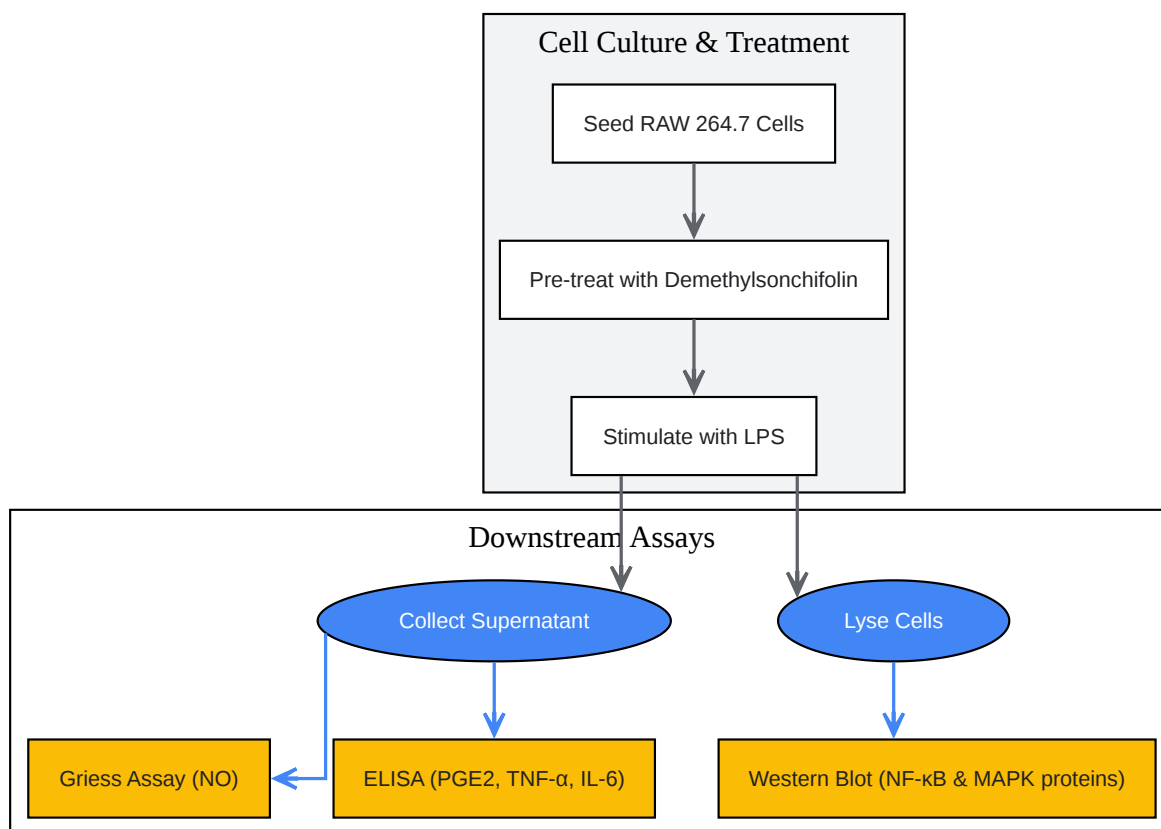 Cell Culture & Treatment
Seed RAW 264.7 Cells
Pre-treat with Demethylsonchifolin
Stimulate with LPS
Downstream Assays
Collect Supernatant
Lyse Cells
Griess Assay (NO)
ELISA (PGE2, TNF-α, IL-6)
Western Blot (NF-κB & MAPK proteins)